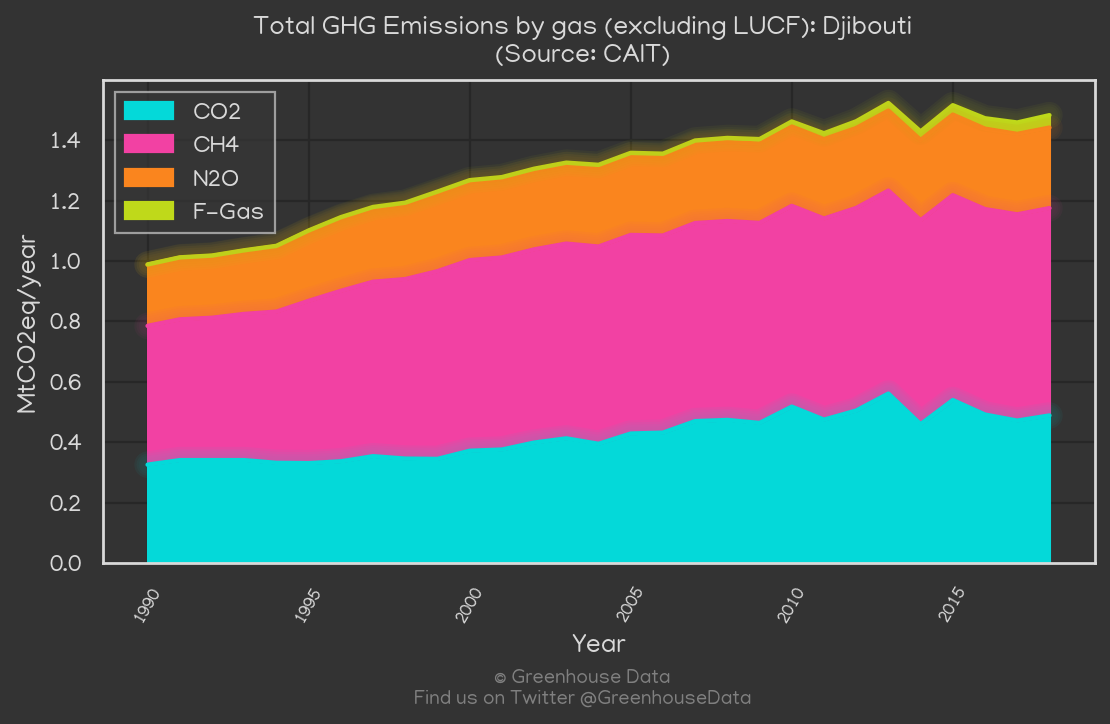 Total GHG Emissions by gas (excluding LUCF): Djibouti
(Source: CAIT)
CO2
CH4
N2O
F-Gas
MtCO2eq/year
1.4
1.2
1.0
0.8
0.6
0.4
0.2
0.0
1990
1995
2000
2005
2010
2015
Year
© Greenhouse Data
Find us on Twitter @GreenhouseData